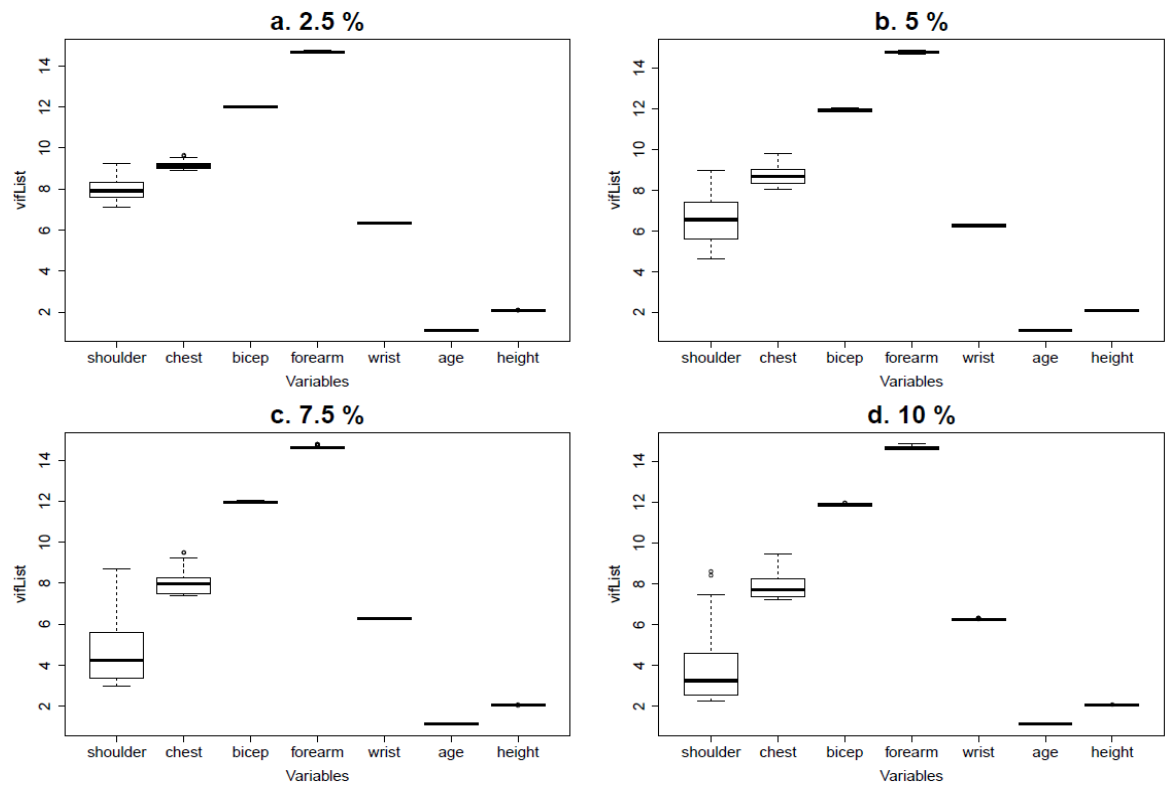 a. 2.5 %
vifList
14
12
10
8
6
4
2
shoulder chest bicep forearm wrist age height
Variables
b. 5 %
vifList
14
12
10
8
6
4
2
shoulder chest bicep forearm wrist age height
Variables
c. 7.5 %
vifList
14
12
10
8
6
4
2
shoulder chest bicep forearm wrist age height
Variables
d. 10 %
vifList
14
12
10
8
6
4
2
shoulder chest bicep forearm wrist age height
Variables